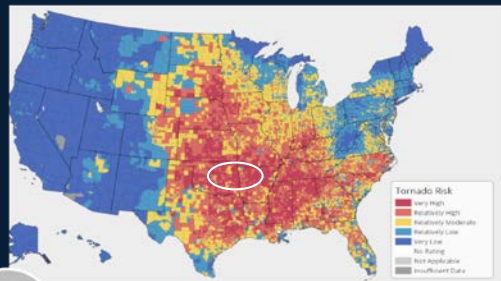 Tornado Risk
Very High
Relatively High
Relatively Moderate
Relatively Low
Very Low
No Rating
Not Applicable
Insufficient Data